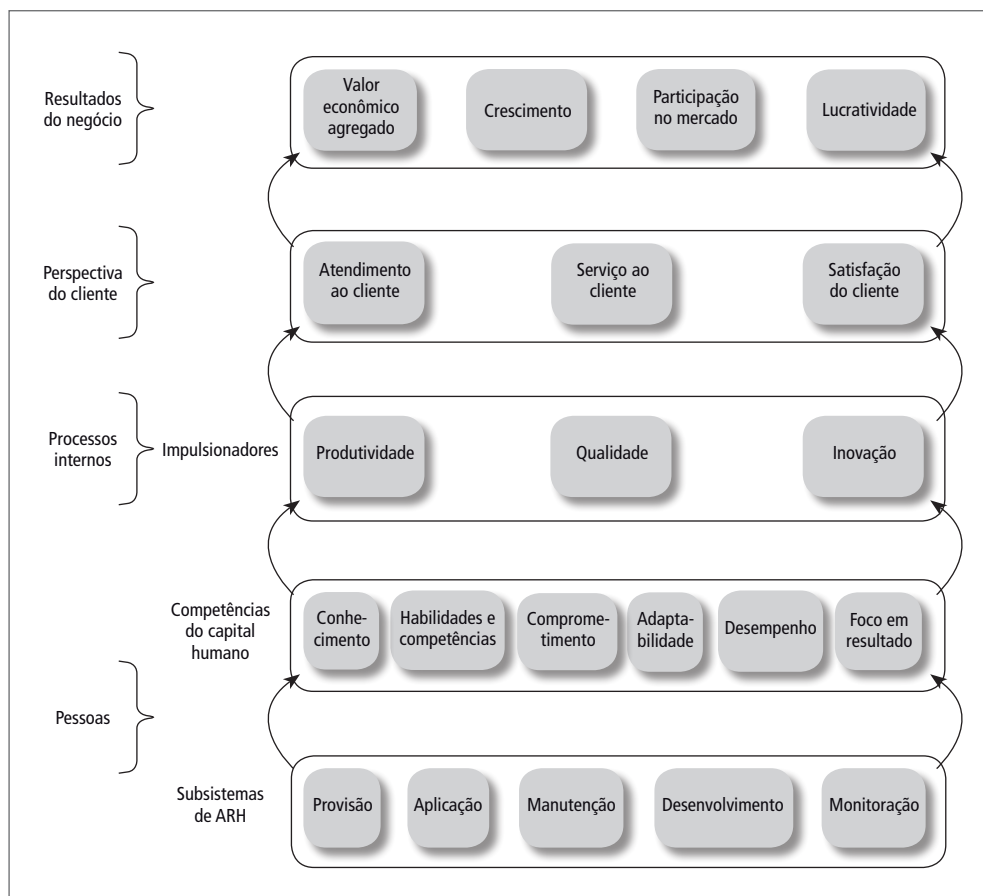 Resultados
do negócio
Valor
econômico
agregado
Crescimento
Participação
no mercado
Lucratividade
Perspectiva
do cliente
Atendimento
ao cliente
Serviço ao
cliente
Satisfação
do cliente
Processos
internos
Impulsionadores
Produtividade
Qualidade
Inovação
Competências
do capital
humano
Conhe-
cimento
Habilidades e
competências
Comprome-
timento
Adapta-
bilidade
Desempenho
Foco em
resultado
Pessoas
Subsistemas
de ARH
Provisão
Aplicação
Manutenção
Desenvolvimento
Monitoração